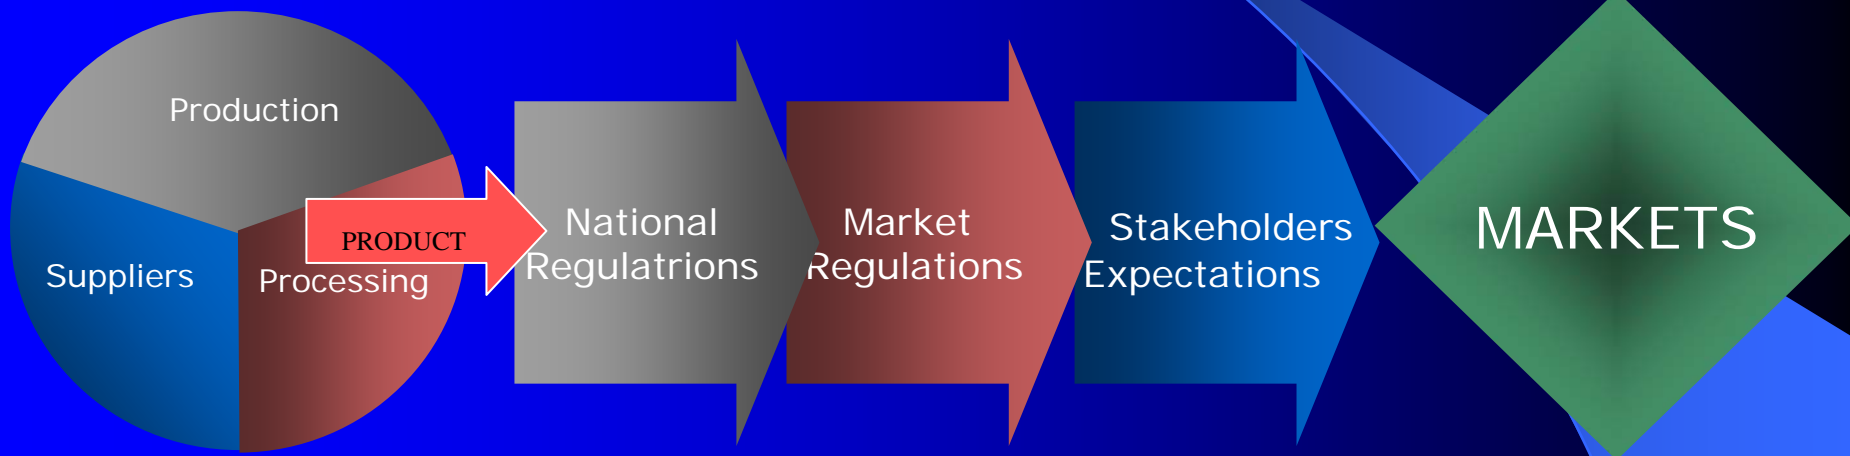 Production
Suppliers
Processing
PRODUCT
National
Regulatrions
Market
Regulations
Stakeholders
Expectations
MARKETS